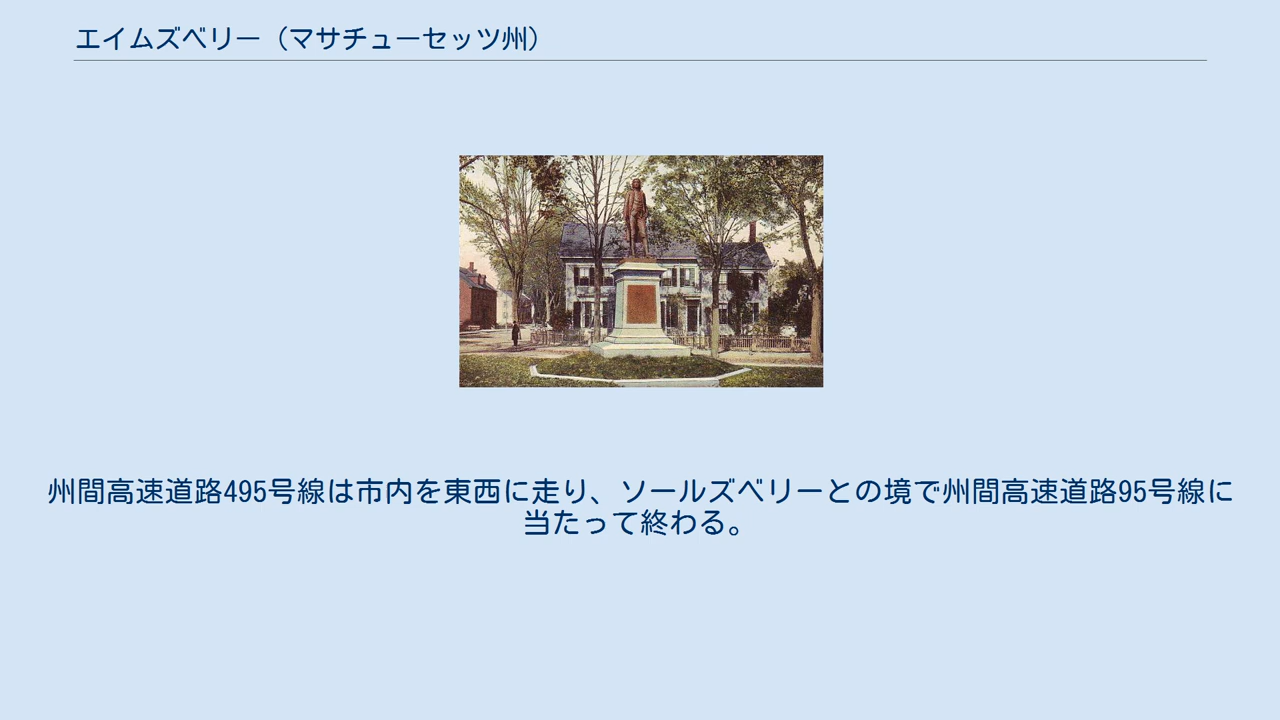 エイムズベリー（マサチューセッツ州）
州間高速道路495号線は市内を東西に走り、ソールズベリーとの境で州間高速道路95号線に
当たって終わる。